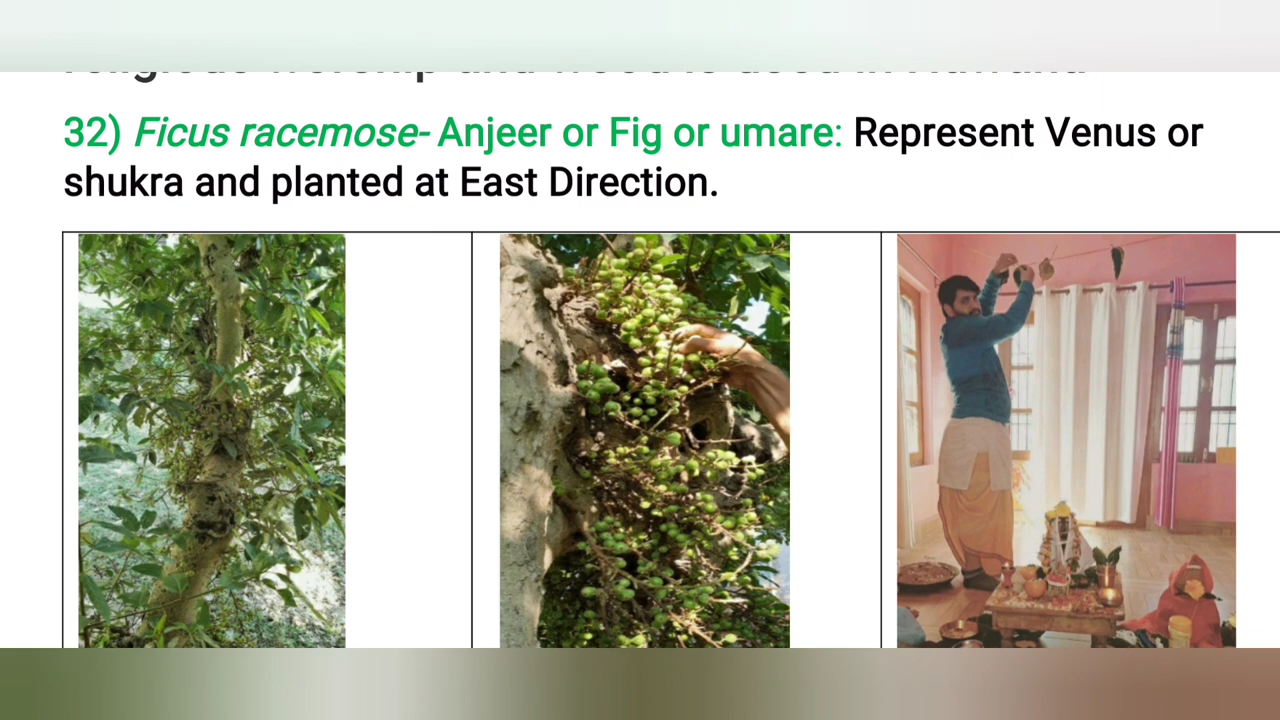 32) Ficus racemose- Anjeer or Fig or umare: Represent Venus or
shukra and planted at East Direction.